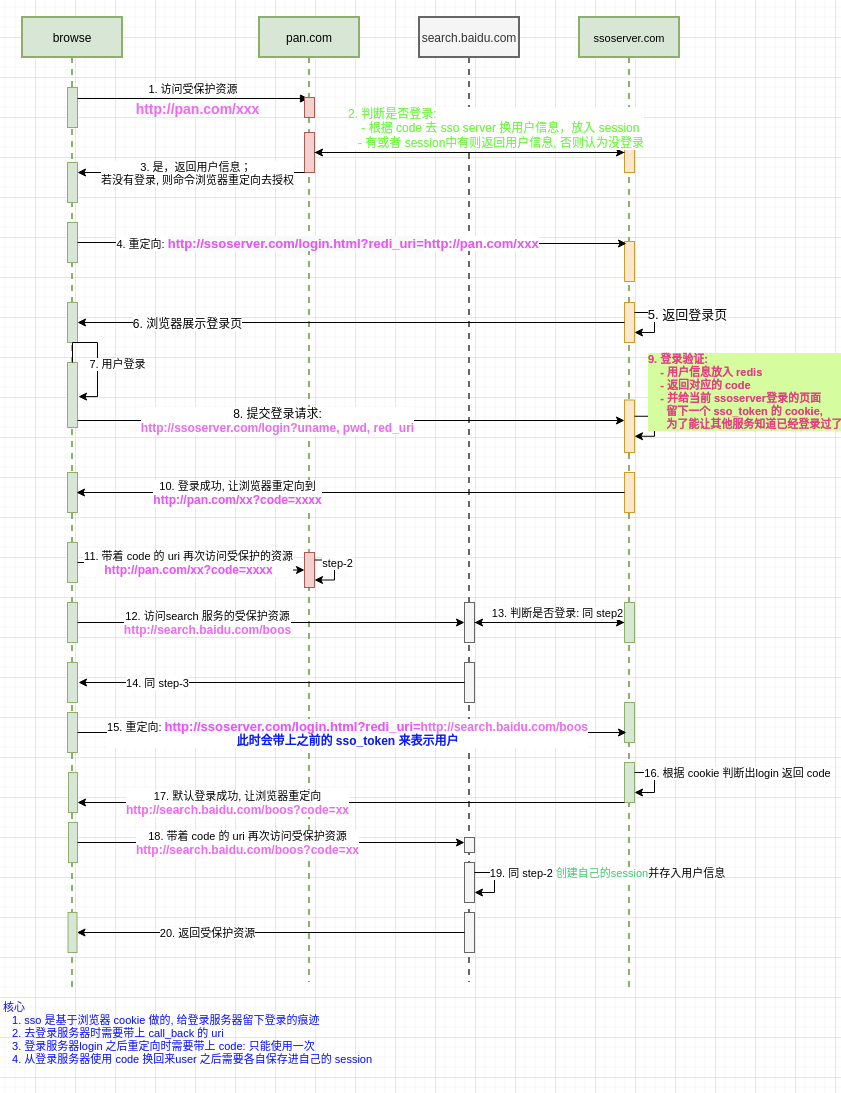 browse
pan.com
search.baidu.com
ssoserver.com
1. 访问受保护资源
http://pan.com/xxx
2. 判断是否登录:
- 根据 code 去 sso server 换用户信息，放入 session
- 有或者 session中有则返回用户信息, 否则认为没登录
3. 是，返回用户信息；
若没有登录, 则命令浏览器重定向去授权
4. 重定向: http://ssoserver.com/login.html?redi_uri=http://pan.com/xxx
5. 返回登录页
6. 浏览器展示登录页
7. 用户登录
8. 提交登录请求:
http://ssoserver.com/login?uname, pwd, red_uri
9. 登录验证:
- 用户信息放入 redis
- 返回对应的 code
- 并给当前 ssoserver登录的页面
留下一个 sso_token 的 cookie,
为了能让其他服务知道已经登录过了
10. 登录成功, 让浏览器重定向到
http://pan.com/xx?code=xxxx
11. 带着 code 的 uri 再次访问受保护的资源
http://pan.com/xx?code=xxxx
step-2
12. 访问search 服务的受保护资源
http://search.baidu.com/boos
13. 判断是否登录: 同 step2
14. 同 step-3
15. 重定向: http://ssoserver.com/login.html?redi_uri=http://search.baidu.com/boos
此时会带上之前的 sso_token 来表示用户
16. 根据 cookie 判断出login 返回 code
17. 默认登录成功, 让浏览器重定向
http://search.baidu.com/boos?code=xx
18. 带着 code 的 uri 再次访问受保护资源
http://search.baidu.com/boos?code=xx
19. 同 step-2 创建自己的session并存入用户信息
20. 返回受保护资源
核心
1. sso 是基于浏览器 cookie 做的, 给登录服务器留下登录的痕迹
2. 去登录服务器时需要带上 call_back 的 uri
3. 登录服务器login 之后重定向时需要带上 code: 只能使用一次
4. 从登录服务器使用 code 换回来user 之后需要各自保存进自己的 session